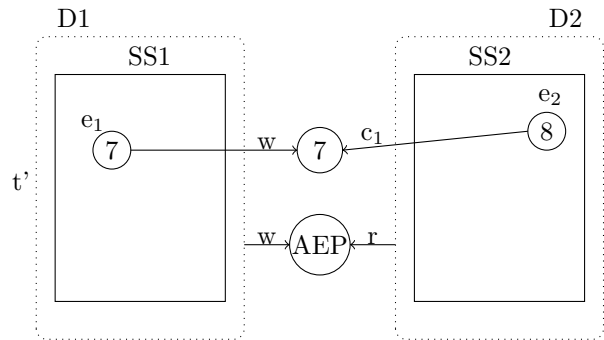 D1 D2
SS1 SS2
e₁ e₂
7 w 7 c₁ 8
t'
w AEP r